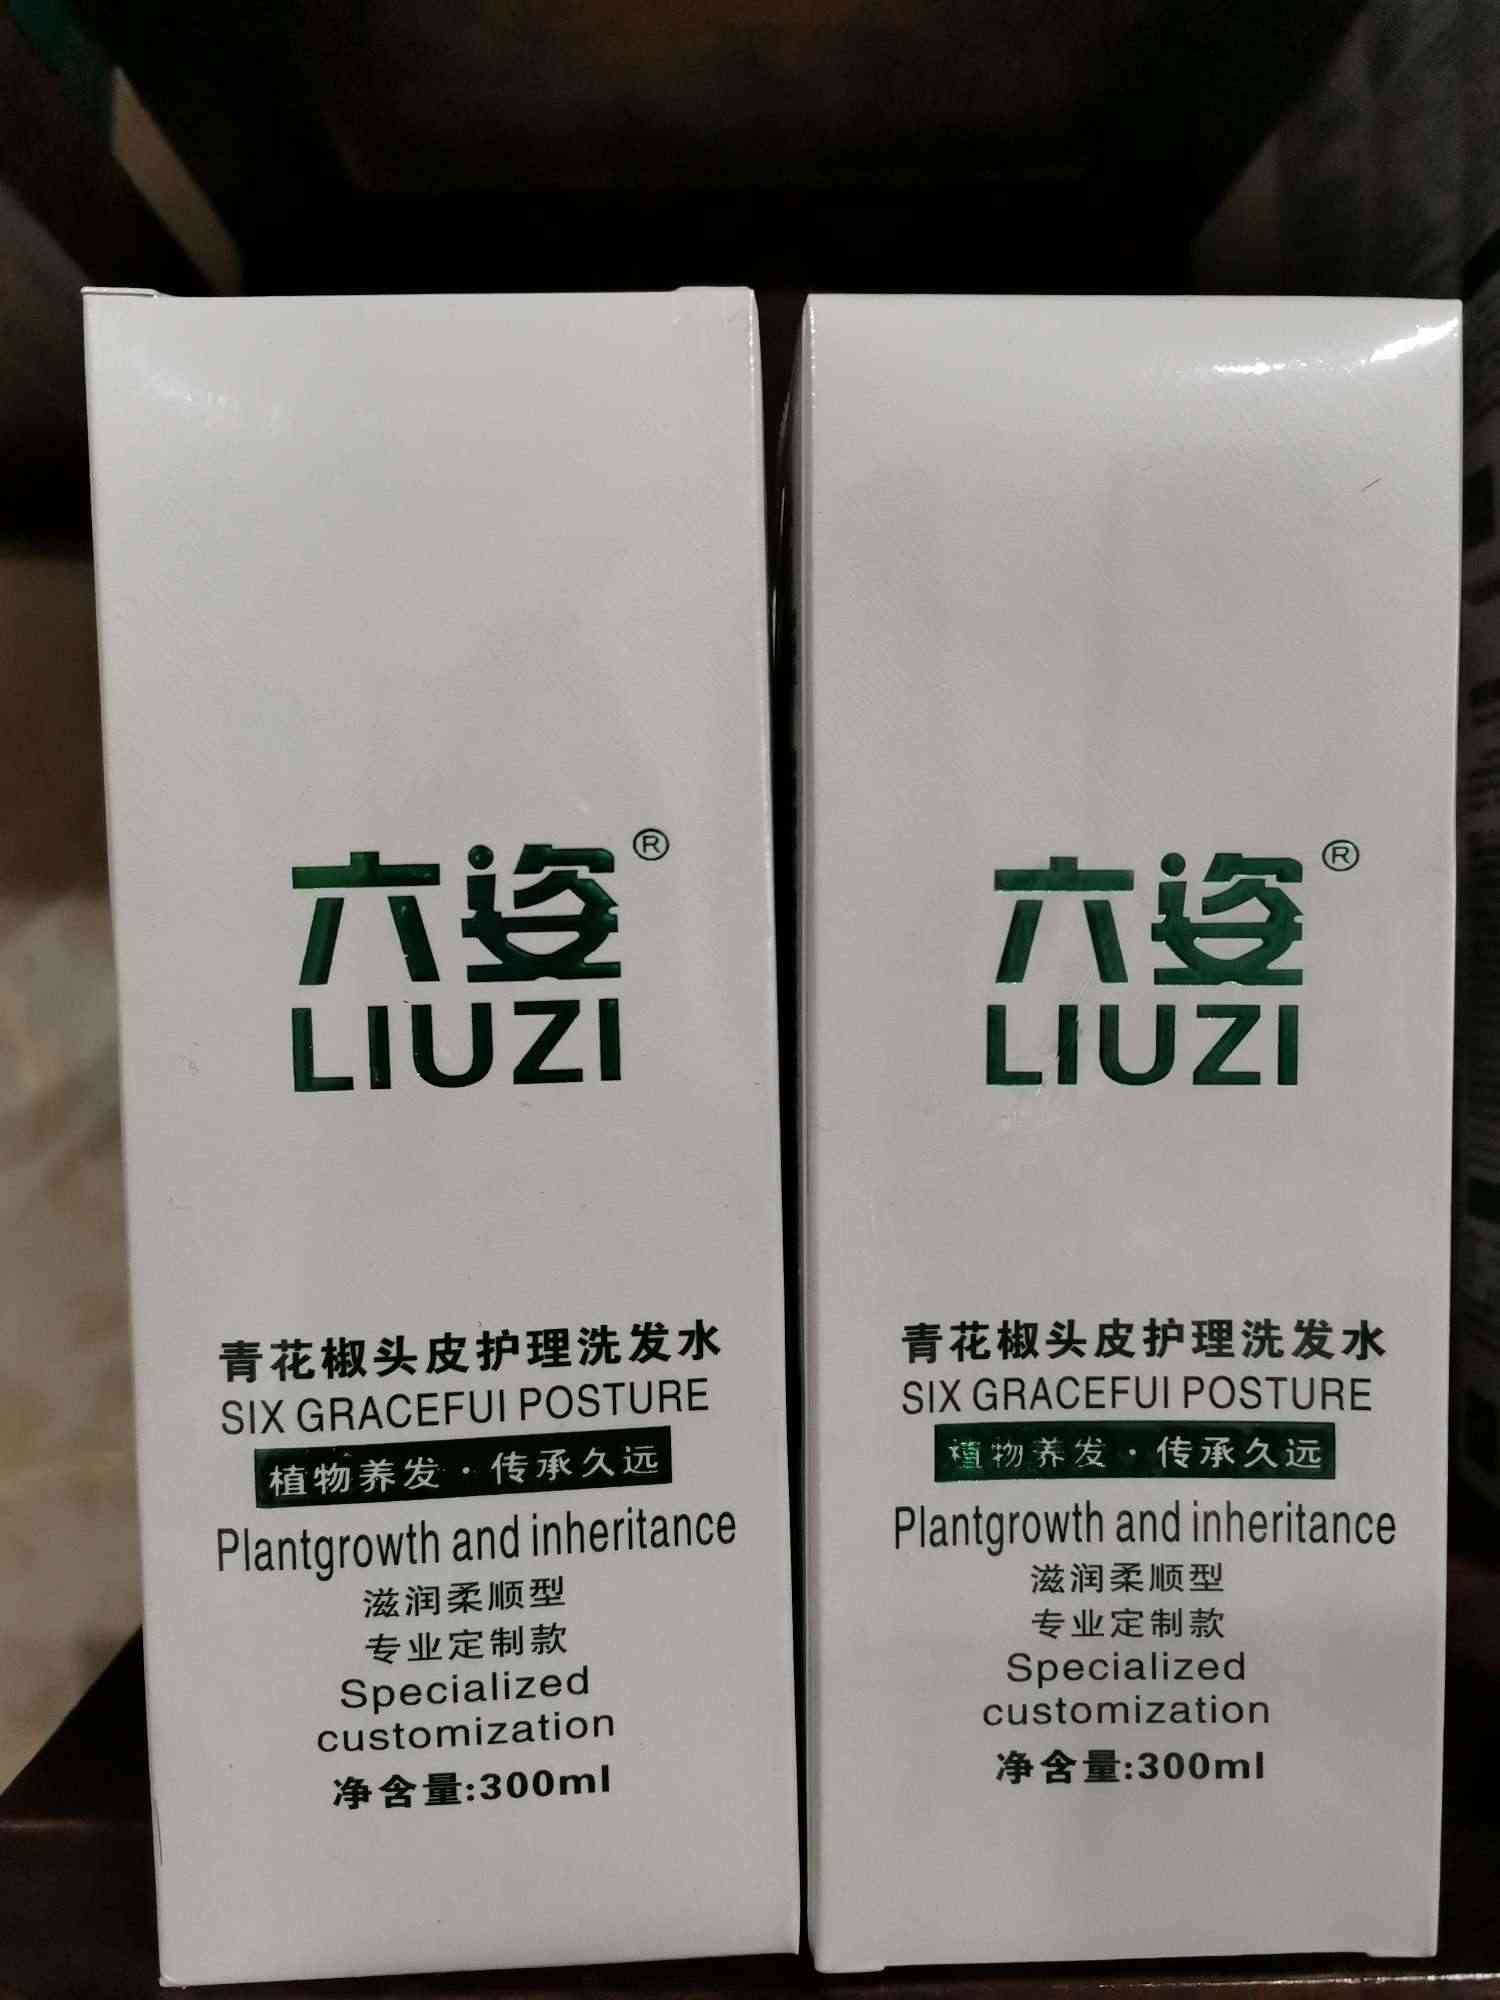 六姿®
LIUZI
青花椒头皮护理洗发水
SIX GRACEFUI POSTURE
植物养发·传承久远
Plantgrowth and inheritance
滋润柔顺型
专业定制款
Specialized
customization
净含量:300ml
六姿®
LIUZI
青花椒头皮护理洗发水
SIX GRACEFUI POSTURE
植物养发·传承久远
Plantgrowth and inheritance
滋润柔顺型
专业定制款
Specialized
customization
净含量:300ml